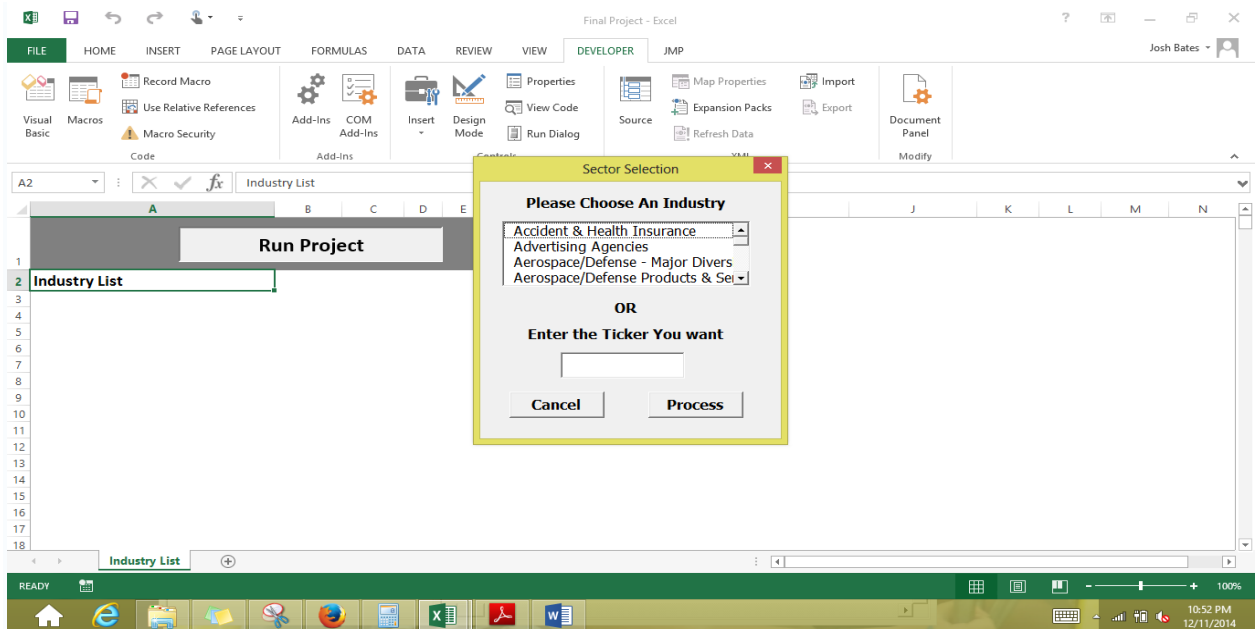 Final Project - Excel
FILE HOME INSERT PAGE LAYOUT FORMULAS DATA REVIEW VIEW DEVELOPER JMP Josh Bates
Visual Basic
Macros
Record Macro
Use Relative References
Macro Security
Code
Add-Ins
COM Add-Ins
Add-Ins
Insert
Design Mode
Properties
View Code
Run Dialog
Controls
Source
Map Properties
Expansion Packs
Refresh Data
Import
Export
XML
Document Panel
Modify
A2 fx Industry List
A B C D E J K L M N
1 Run Project
2 Industry List
3
4
5
6
7
8
9
10
11
12
13
14
15
16
17
18
Sector Selection
Please Choose An Industry
Accident & Health Insurance
Advertising Agencies
Aerospace/Defense - Major Divers
Aerospace/Defense Products & Se
OR
Enter the Ticker You want
Cancel Process
Industry List
READY 100%
10:52 PM
12/11/2014